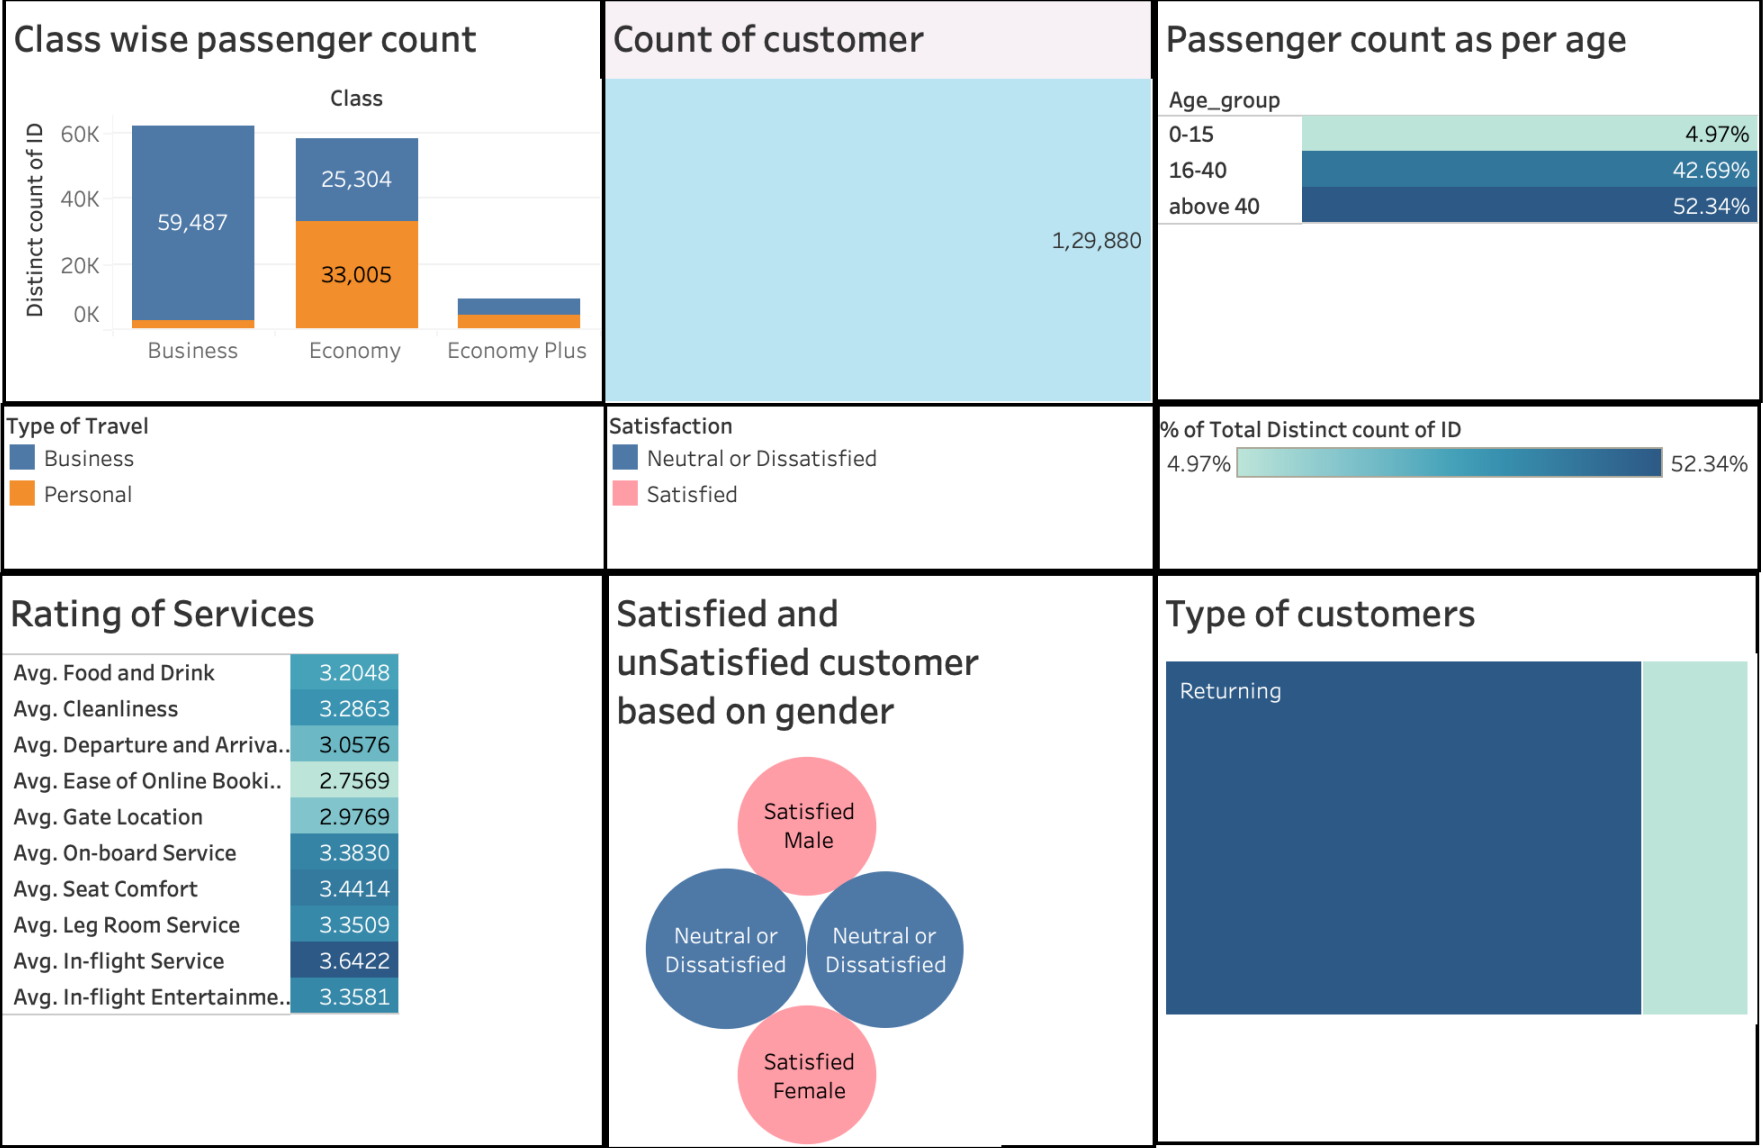 Class wise passenger count
Class
Distinct count of ID
60K
40K
20K
0K
59,487
25,304
33,005
Business
Economy
Economy Plus
Count of customer
1,29,880
Passenger count as per age
Age_group
0-15
4.97%
16-40
42.69%
above 40
52.34%
Type of Travel
Business
Personal
Satisfaction
Neutral or Dissatisfied
Satisfied
% of Total Distinct count of ID
4.97%
52.34%
Rating of Services
Avg. Food and Drink 3.2048
Avg. Cleanliness 3.2863
Avg. Departure and Arriva.. 3.0576
Avg. Ease of Online Booki.. 2.7569
Avg. Gate Location 2.9769
Avg. On-board Service 3.3830
Avg. Seat Comfort 3.4414
Avg. Leg Room Service 3.3509
Avg. In-flight Service 3.6422
Avg. In-flight Entertainme.. 3.3581
Satisfied and
unSatisfied customer
based on gender
Satisfied
Male
Neutral or
Dissatisfied
Neutral or
Dissatisfied
Satisfied
Female
Type of customers
Returning